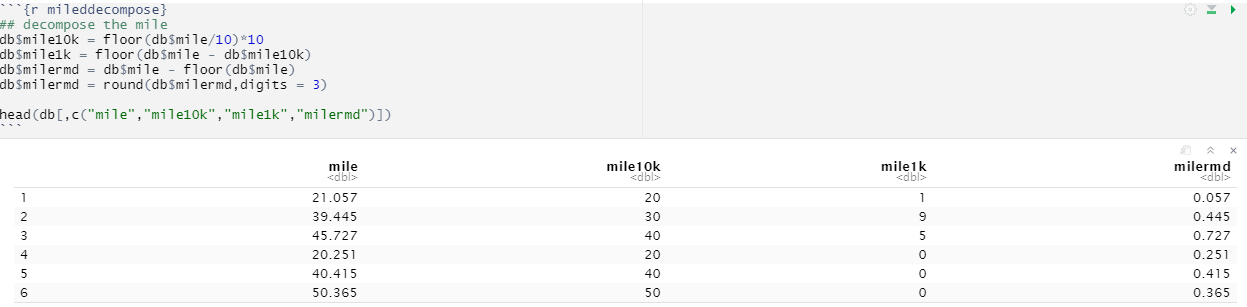 ```{r mileddecompose}
## decompose the mile
db$mile10k = floor(db$mile/10)*10
db$mile1k = floor(db$mile - db$mile10k)
db$milermd = db$mile - floor(db$mile)
db$milermd = round(db$milermd,digits = 3)
head(db[,c("mile","mile10k","mile1k","milermd")])
```
mile mile10k mile1k milermd
<dbl> <dbl> <dbl> <dbl>
1 21.057 20 1 0.057
2 39.445 30 9 0.445
3 45.727 40 5 0.727
4 20.251 20 0 0.251
5 40.415 40 0 0.415
6 50.365 50 0 0.365